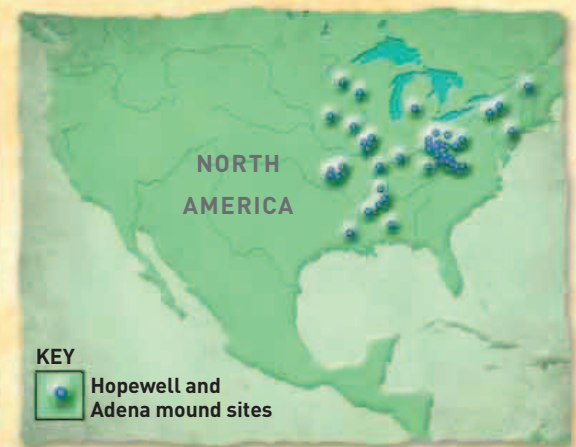 NORTH
AMERICA
KEY
Hopewell and
Adena mound sites